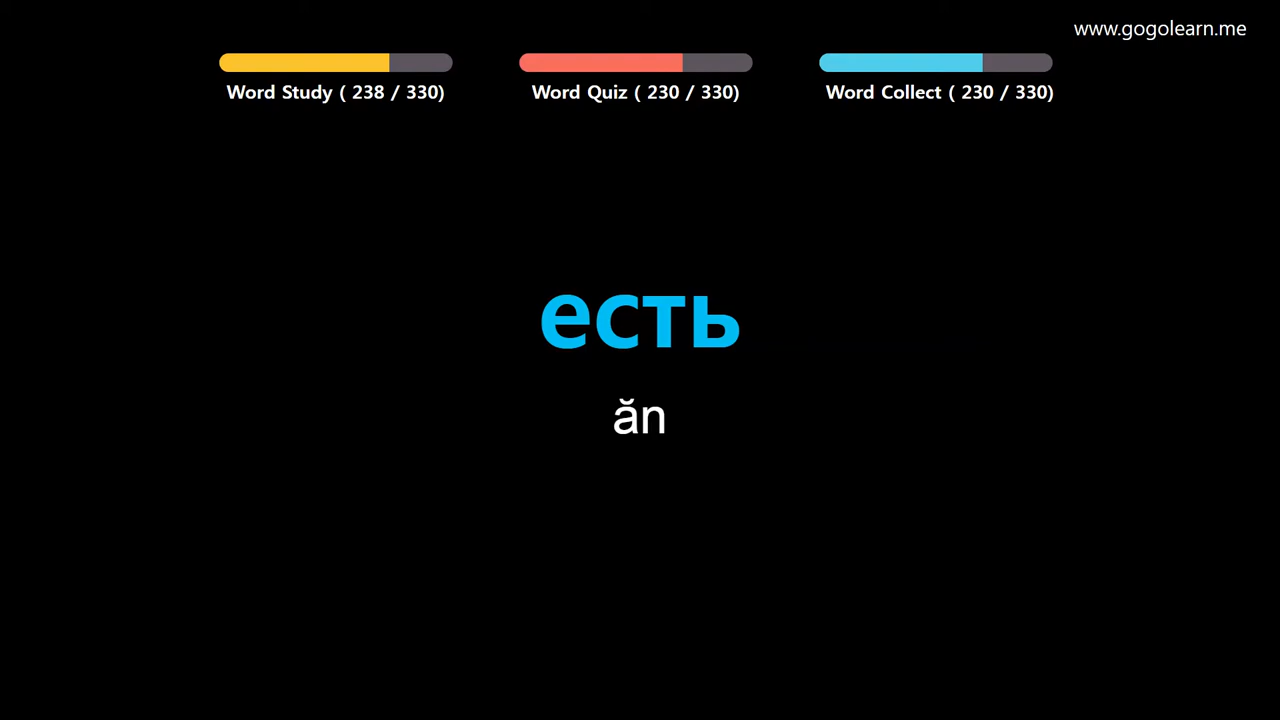 www.gogolearn.me
Word Study ( 238 / 330)
Word Quiz ( 230 / 330)
Word Collect ( 230 / 330)
есть
ăn